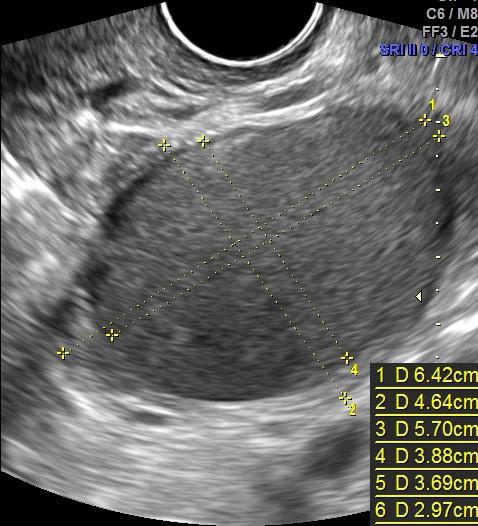 C6 / M8
FF3 / E2
SRI II 0 / CRI 4
1
3
4
2
1 D 6.42cm
2 D 4.64cm
3 D 5.70cm
4 D 3.88cm
5 D 3.69cm
6 D 2.97cm